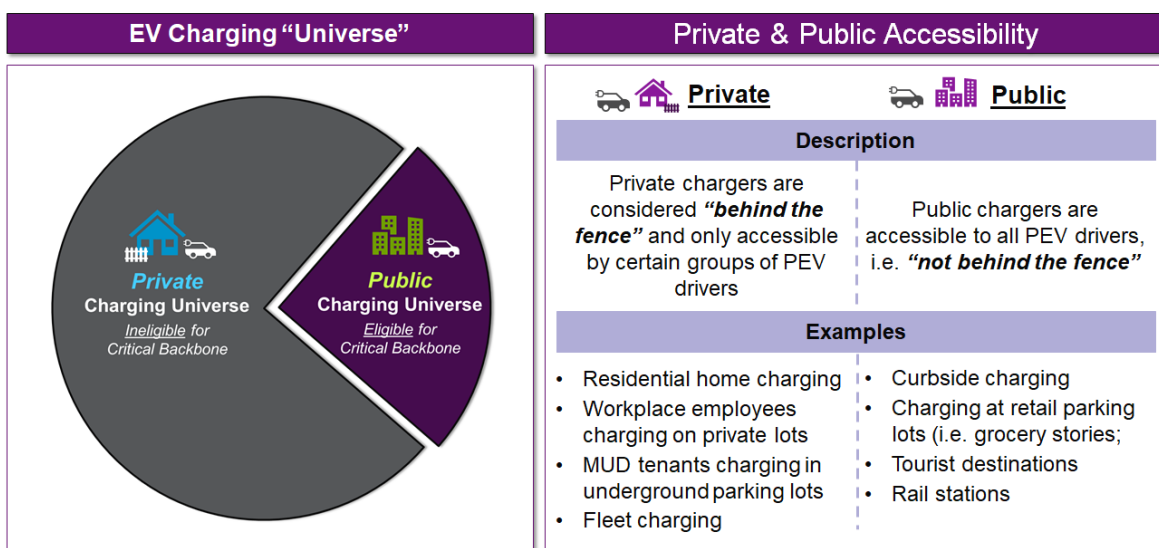 EV Charging “Universe”
Private
Charging Universe
Ineligible for
Critical Backbone
Public
Charging Universe
Eligible for
Critical Backbone
Private & Public Accessibility
Private
Public
Description
Private chargers are
considered “behind the
fence” and only accessible
by certain groups of PEV
drivers
Public chargers are
accessible to all PEV drivers,
i.e. “not behind the fence”
Examples
• Residential home charging
• Workplace employees
charging on private lots
• MUD tenants charging in
underground parking lots
• Fleet charging
• Curbside charging
• Charging at retail parking
lots (i.e. grocery stories;
• Tourist destinations
• Rail stations